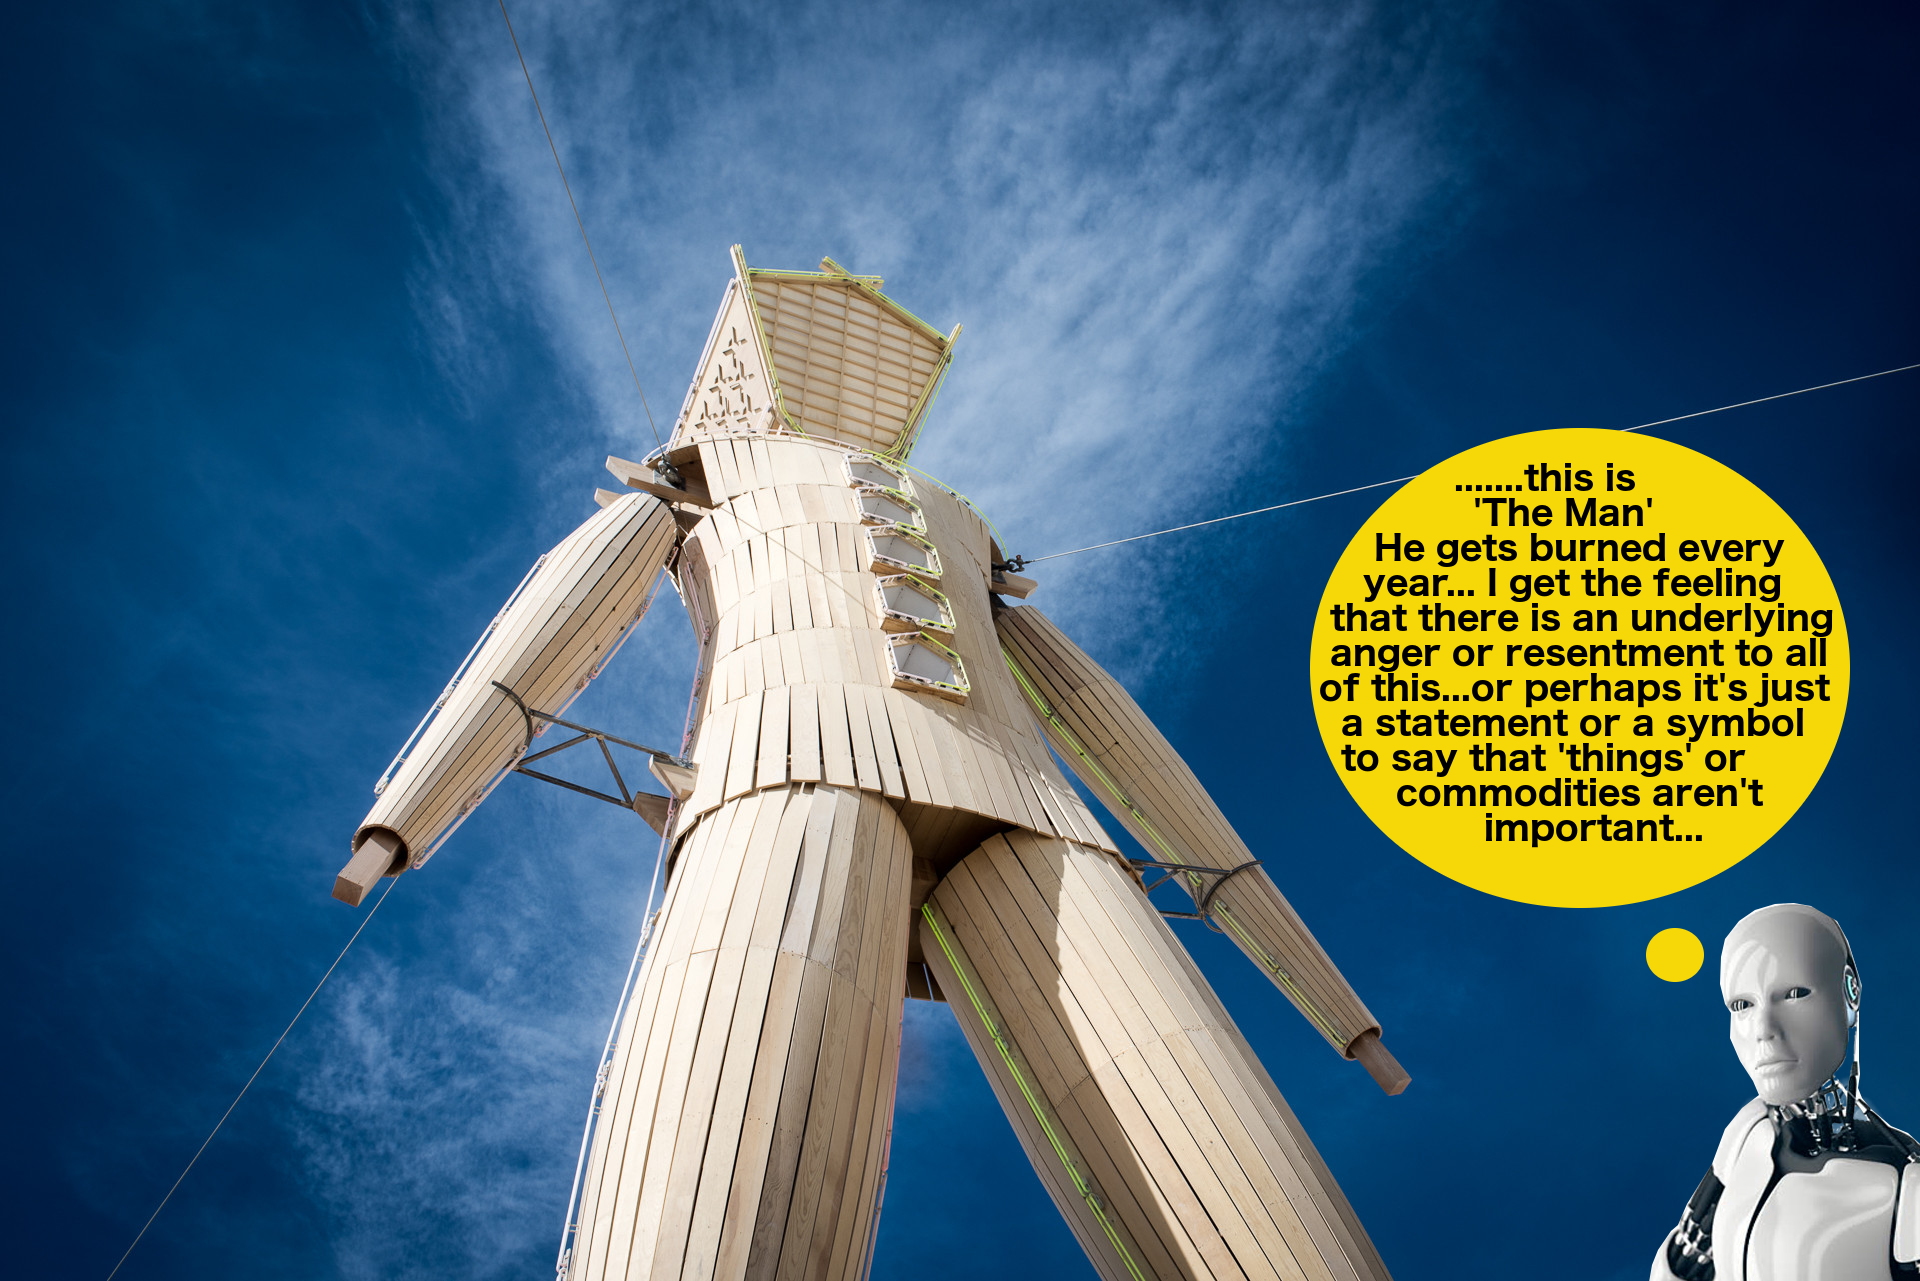 .......this is
'The Man'
He gets burned every
year... I get the feeling
that there is an underlying
anger or resentment to all
of this...or perhaps it's just
a statement or a symbol
to say that 'things' or
commodities aren't
important...